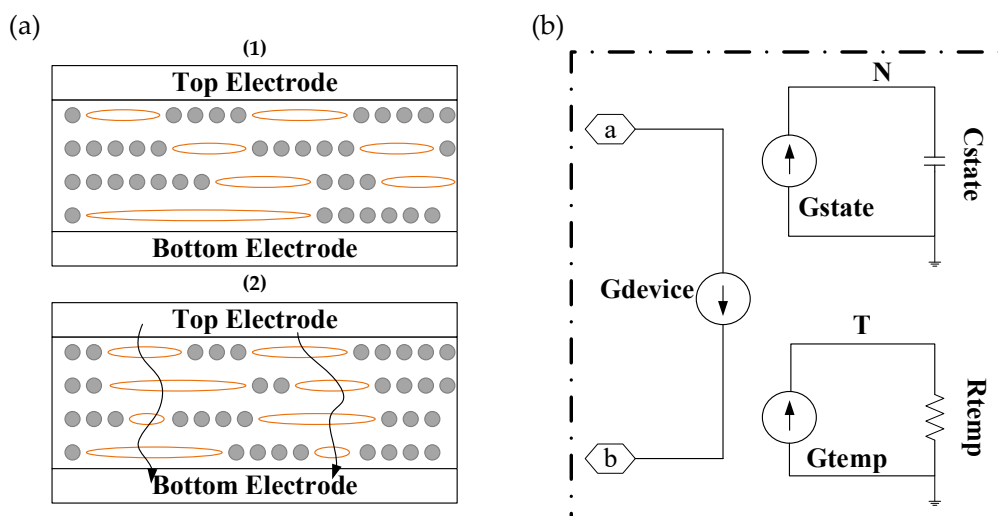 (a)
(1)
Top Electrode
Bottom Electrode
(2)
Top Electrode
Bottom Electrode
(b)
N
a
Cstate
Gstate
Gdevice
T
Rtemp
b
Gtemp